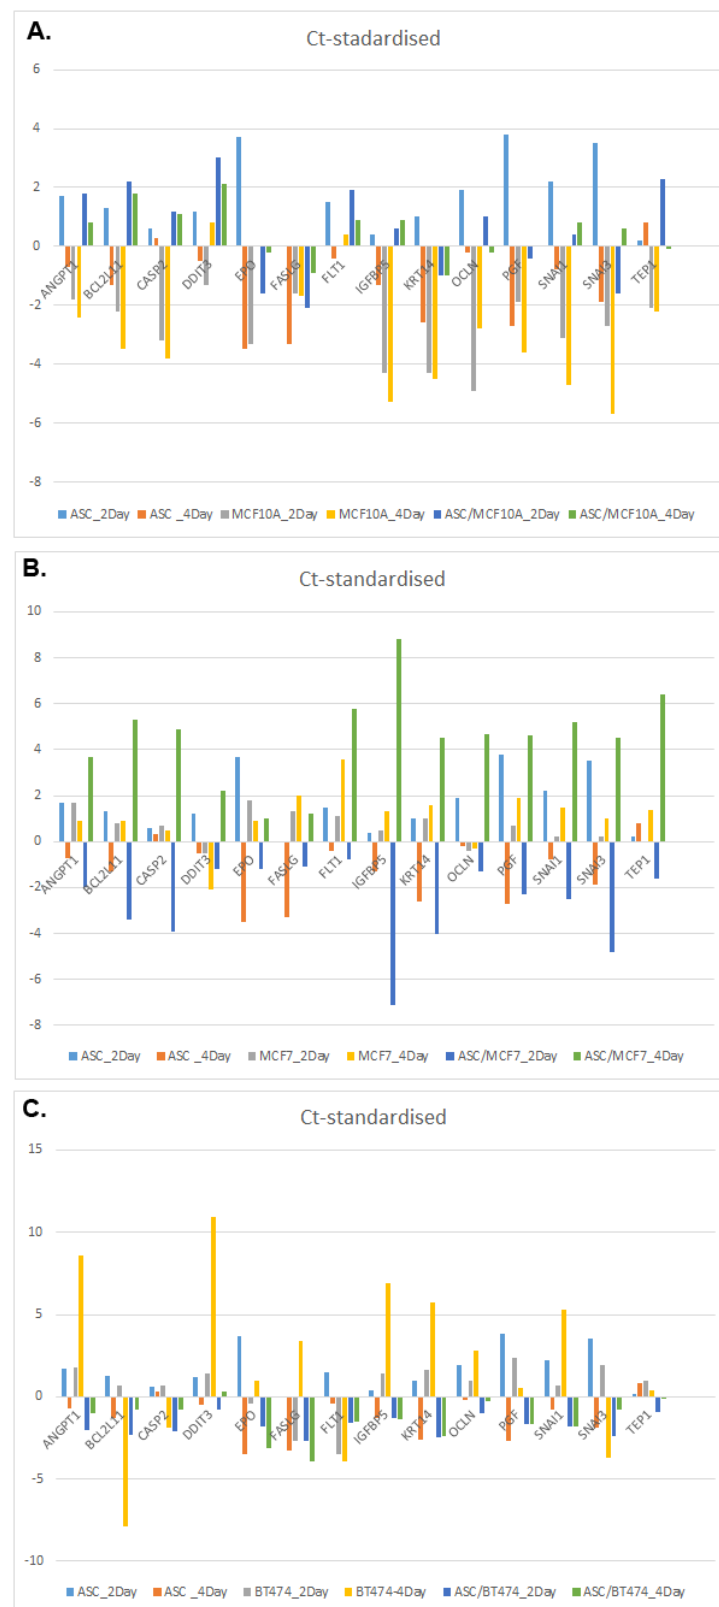 A.
Ct-stadardised
6
4
2
0
-2
-4
-6
-8
ANGPT1 BCL2L11 CASP2 DDIT3 EPO FASLG FLT1 IGFBP5 KRT14 OCLN PGF SNAI1 SNAI3 TEP1
ASC_2Day ASC _4Day MCF10A_2Day MCF10A_4Day ASC/MCF10A_2Day ASC/MCF10A_4Day
B.
Ct-standardised
10
8
6
4
2
0
-2
-4
-6
-8
ANGPT1 BCL2L11 CASP2 DDIT3 EPO FASLG FLT1 IGFBP5 KRT14 OCLN PGF SNAI1 SNAI3 TEP1
ASC_2Day ASC _4Day MCF7_2Day MCF7_4Day ASC/MCF7_2Day ASC/MCF7_4Day
C.
Ct-standardised
15
10
5
0
-5
-10
ANGPT1 BCL2L11 CASP2 DDIT3 EPO FASLG FLT1 IGFBP5 KRT14 OCLN PGF SNAI1 SNAI3 TEP1
ASC_2Day ASC _4Day BT474_2Day BT474-4Day ASC/BT474_2Day ASC/BT474_4Day